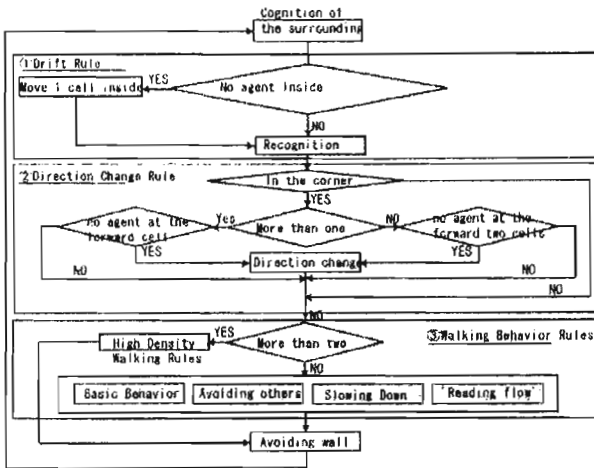 Cognition of
the surrounding
①Drift Rule
YES
Move 1 cell inside
No agent inside
NO
Recognition
②Direction Change Rule
In the corner
YES
no agent at the
forward cell
Yes
More than one
NO
no agent at the
forward two cells
YES
Direction change
YES
NO
NO
NO
NO
③Walking Behavior Rules
High Density
Walking Rules
YES
More than two
NO
Basic Behavior
Avoiding others
Slowing Down
'Reading flow'
Avoiding wall